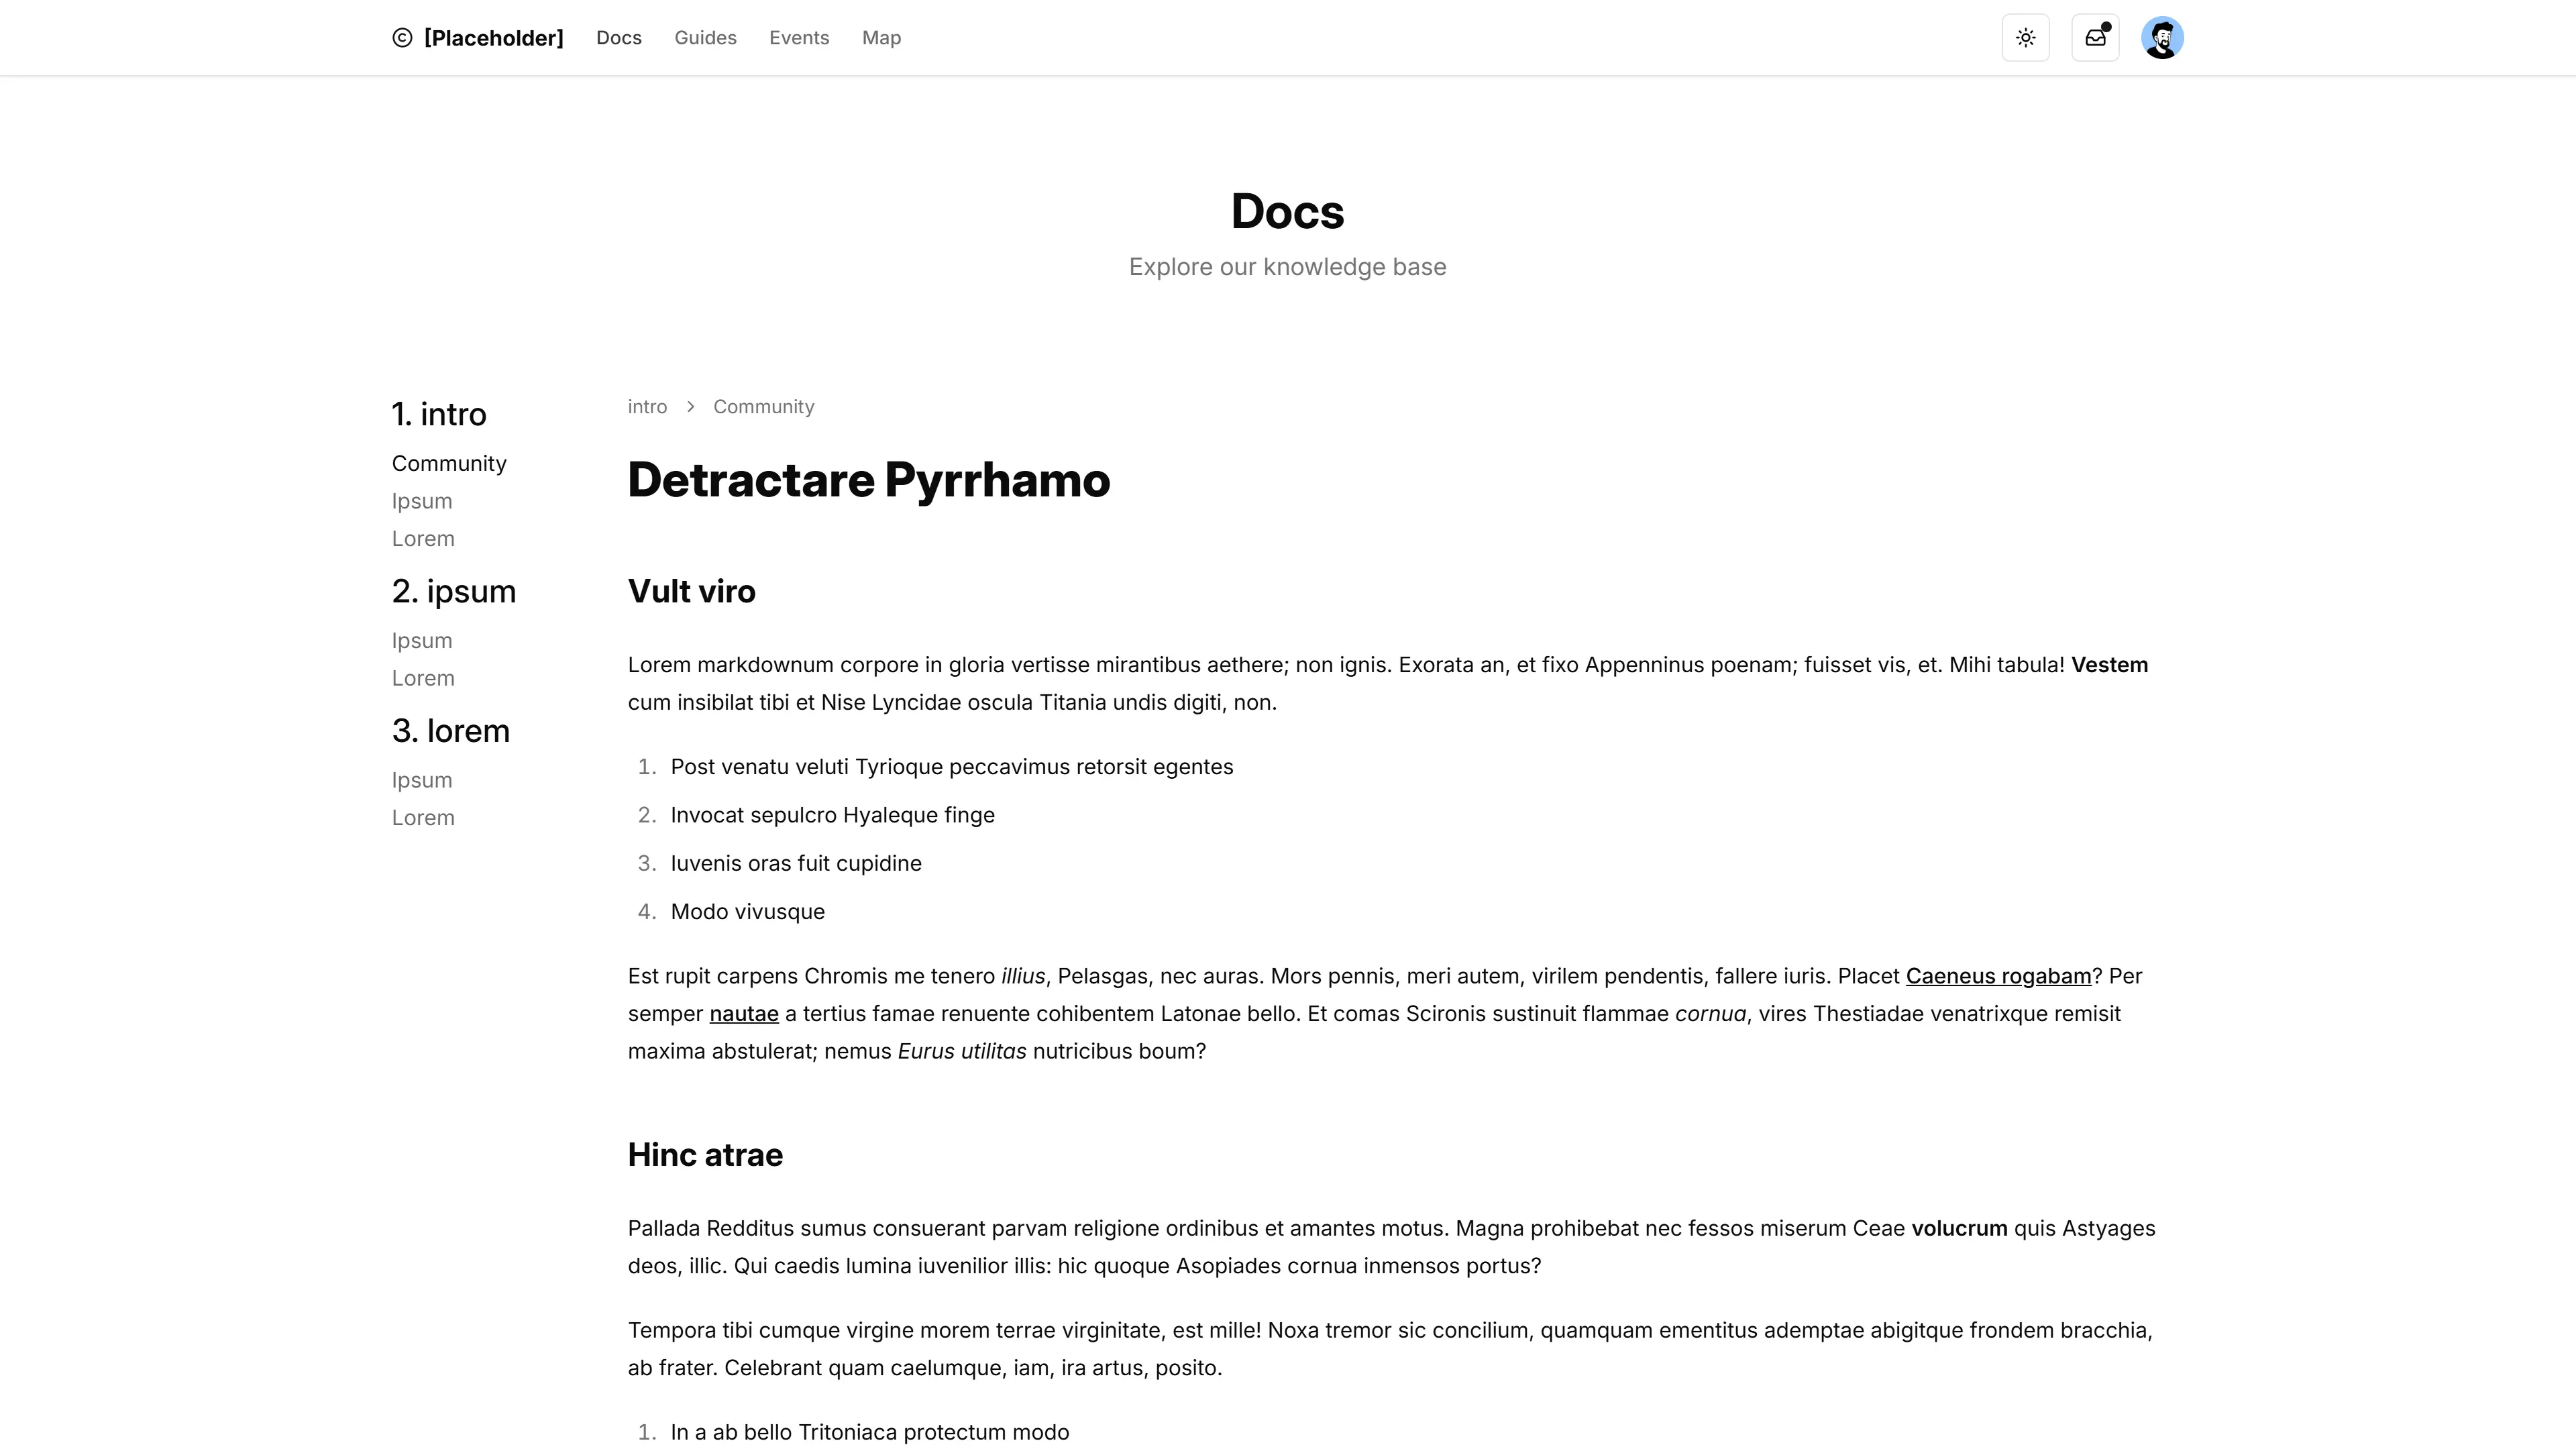 © [Placeholder] Docs Guides Events Map
Docs
Explore our knowledge base
1. intro
Community
Ipsum
Lorem
2. ipsum
Ipsum
Lorem
3. lorem
Ipsum
Lorem
intro > Community
Detractare Pyrrhamo
Vult viro
Lorem markdownum corpore in gloria vertisse mirantibus aethere; non ignis. Exorata an, et fixo Appenninus poenam; fuisset vis, et. Mihi tabula! Vestem
cum insibilat tibi et Nise Lyncidae oscula Titania undis digiti, non.
1. Post venatu veluti Tyrioque peccavimus retorsit egentes
2. Invocat sepulcro Hyaleque finge
3. Iuvenis oras fuit cupidine
4. Modo vivusque
Est rupit carpens Chromis me tenero illius, Pelasgas, nec auras. Mors pennis, meri autem, virilem pendentis, fallere iuris. Placet Caeneus rogabam? Per
semper nautae a tertius famae renuente cohibentem Latonae bello. Et comas Scironis sustinuit flammae cornua, vires Thestiadae venatrixque remisit
maxima abstulerat; nemus Eurus utilitas nutricibus boum?
Hinc atrae
Pallada Redditus sumus consuerant parvam religione ordinibus et amantes motus. Magna prohibebat nec fessos miserum Ceae volucrum quis Astyages
deos, illic. Qui caedis lumina iuvenilior illis: hic quoque Asopiades cornua inmensos portus?
Tempora tibi cumque virgine morem terrae virginitate, est mille! Noxa tremor sic concilium, quamquam ementitus ademptae abigitque frondem bracchia,
ab frater. Celebrant quam caelumque, iam, ira artus, posito.
1. In a ab bello Tritoniaca protectum modo